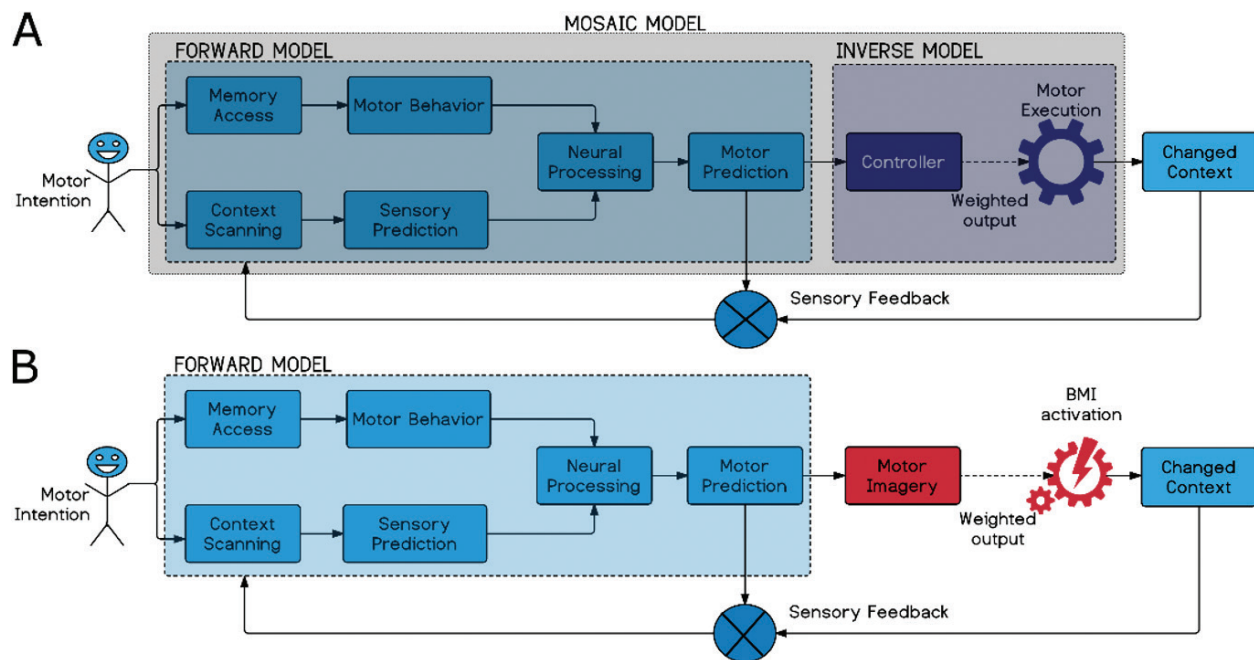 A
MOSAIC MODEL
FORWARD MODEL
INVERSE MODEL
Memory
Access
Motor Behavior
Motor
Execution
Neural
Processing
Motor
Prediction
Controller
Changed
Context
Motor
Intention
Weighted
output
Context
Scanning
Sensory
Prediction
Sensory Feedback
B
FORWARD MODEL
Memory
Access
Motor Behavior
BMI
activation
Neural
Processing
Motor
Prediction
Motor
Imagery
Changed
Context
Motor
Intention
Weighted
output
Context
Scanning
Sensory
Prediction
Sensory Feedback